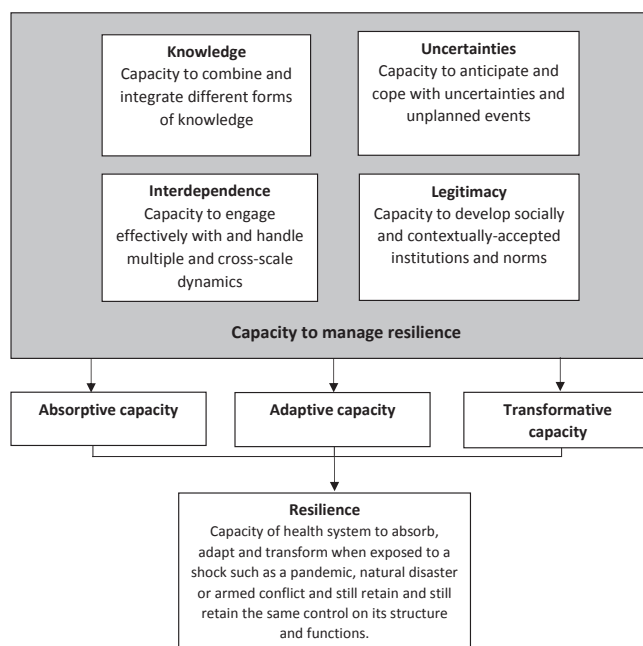 Knowledge
Capacity to combine and
integrate different forms
of knowledge
Uncertainties
Capacity to anticipate and
cope with uncertainties and
unplanned events
Interdependence
Capacity to engage
effectively with and handle
multiple and cross-scale
dynamics
Legitimacy
Capacity to develop socially
and contextually-accepted
institutions and norms
Capacity to manage resilience
Absorptive capacity
Adaptive capacity
Transformative
capacity
Resilience
Capacity of health system to absorb,
adapt and transform when exposed to a
shock such as a pandemic, natural disaster
or armed conflict and still retain and still
retain the same control on its structure
and functions.